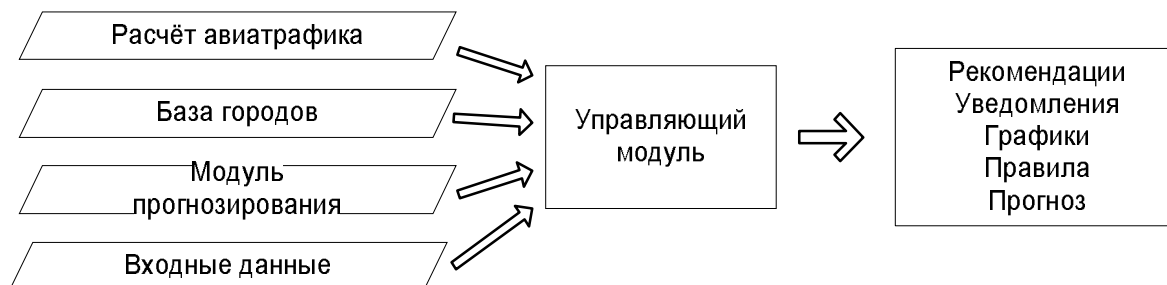 Расчёт авиатрафика
База городов
Модуль
прогнозирования
Входные данные
Управляющий
модуль
Рекомендации
Уведомления
Графики
Правила
Прогноз